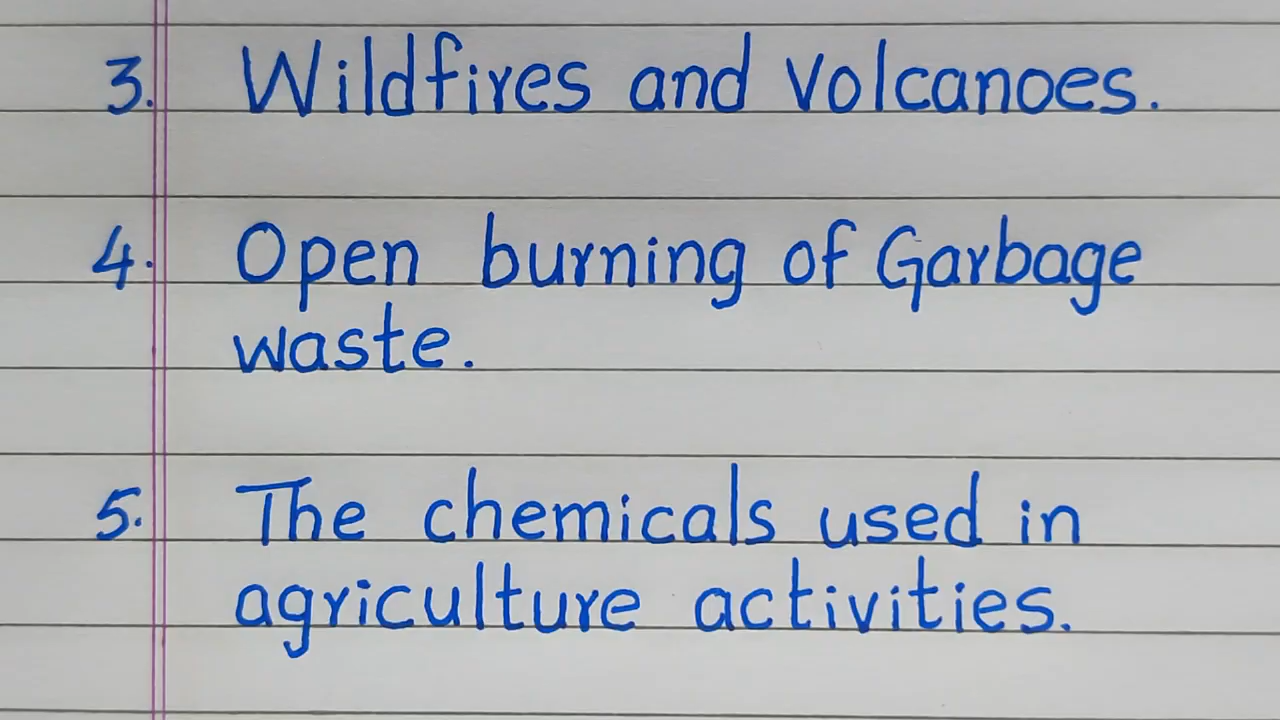 3. Wildfires and Volcanoes.
4. Open burning of Garbage
waste.
5. The chemicals used in
agriculture activities.